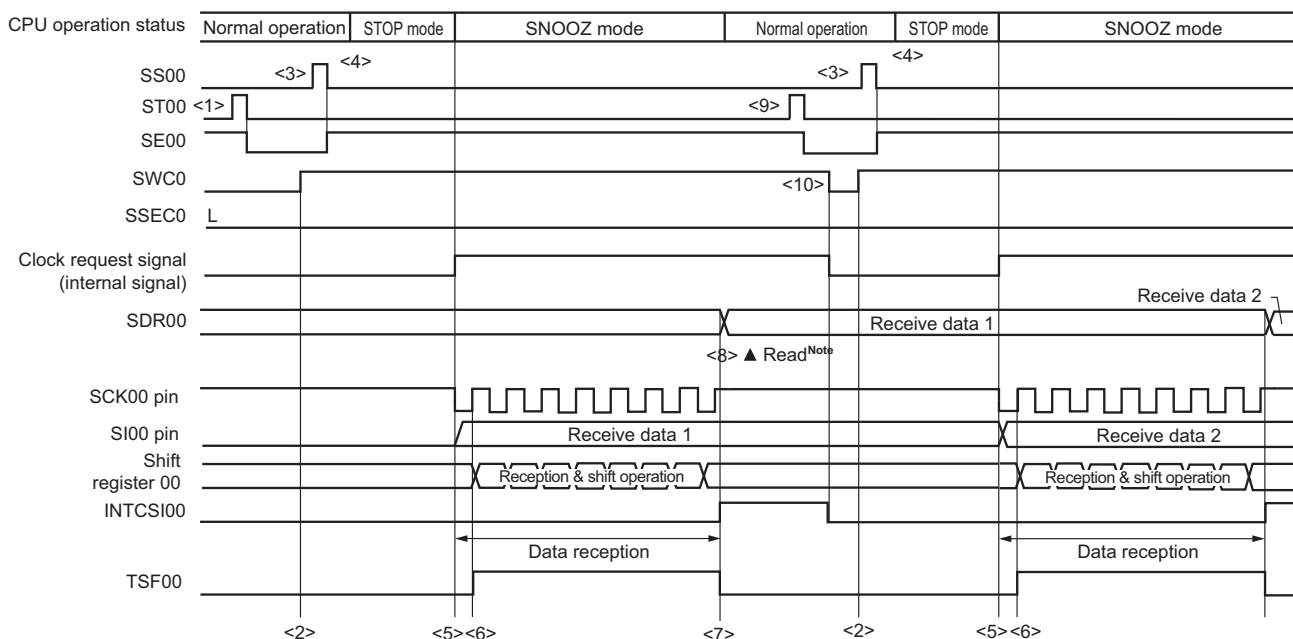 CPU operation status Normal operation STOP mode SNOOZ mode Normal operation STOP mode SNOOZ mode
<4> <4>
SS00 <3> <3>
ST00 <1> <9>
SE00
SWC0 <10>
SSEC0 L
Clock request signal
(internal signal)
Receive data 2
SDR00 Receive data 1
<8> ▲ ReadNote
SCK00 pin
SI00 pin Receive data 1 Receive data 2
Shift
register 00 Reception & shift operation Reception & shift operation
INTCSI00
Data reception Data reception
TSF00
<2> <5> <6> <7> <2> <5> <6>